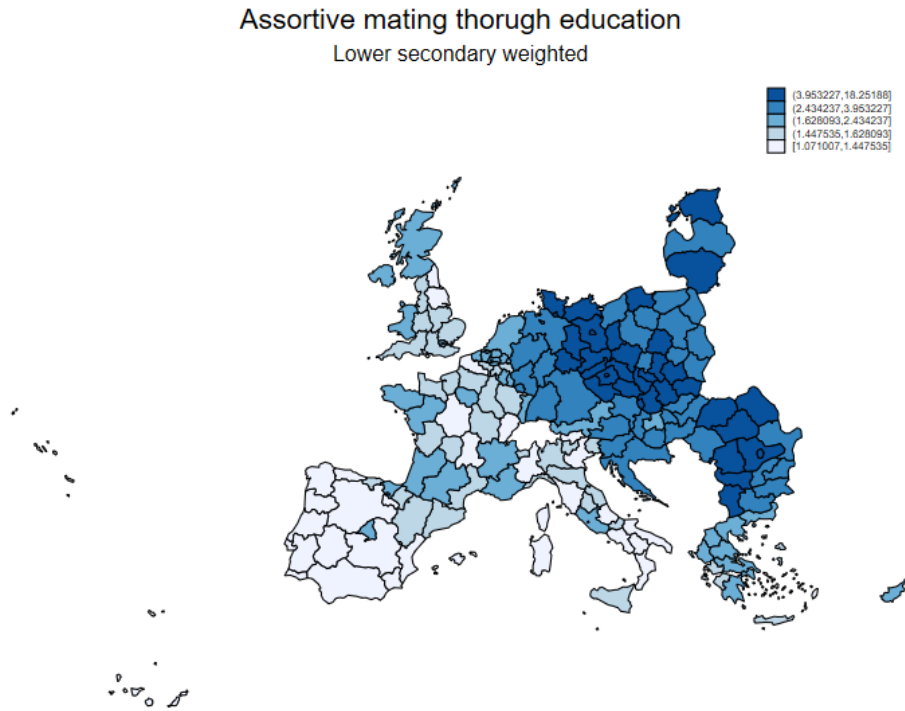 Assortive mating thorugh education
Lower secondary weighted
(3.953227,18.25188]
(2.434237,3.953227]
(1.628093,2.434237]
(1.447535,1.628093]
[1.071007,1.447535]